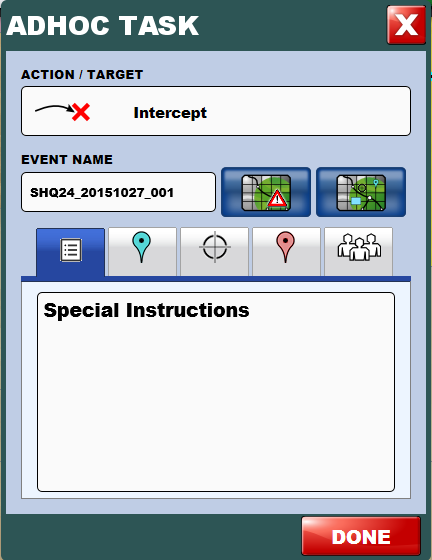 ADHOC TASK
X
ACTION / TARGET
Intercept
EVENT NAME
SHQ24_20151027_001
Special Instructions
DONE